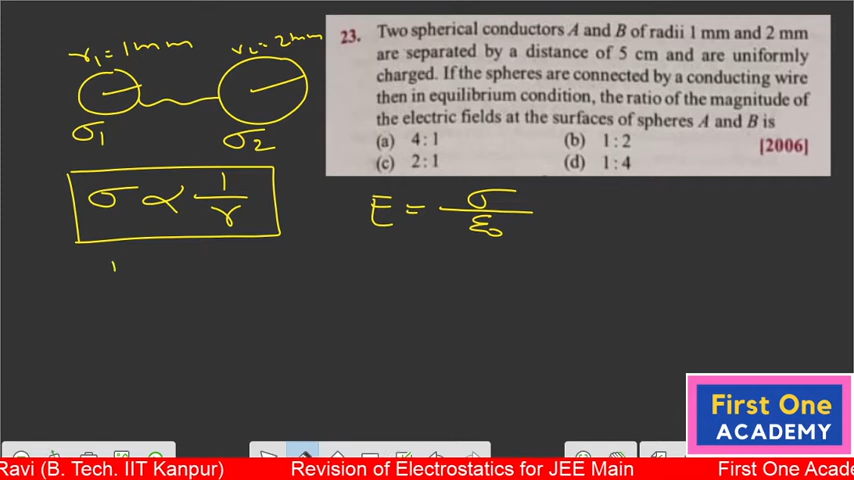 r₁ = 1mm
r₂ = 2mm
σ₁
σ₂
σ ∝ 1/r
E = σ/ε₀
23. Two spherical conductors A and B of radii 1 mm and 2 mm
are separated by a distance of 5 cm and are uniformly
charged. If the spheres are connected by a conducting wire
then in equilibrium condition, the ratio of the magnitude of
the electric fields at the surfaces of spheres A and B is
(a) 4 : 1 (b) 1 : 2 [2006]
(c) 2 : 1 (d) 1 : 4
First One
ACADEMY
Ravi (B. Tech. IIT Kanpur) Revision of Electrostatics for JEE Main First One Academy